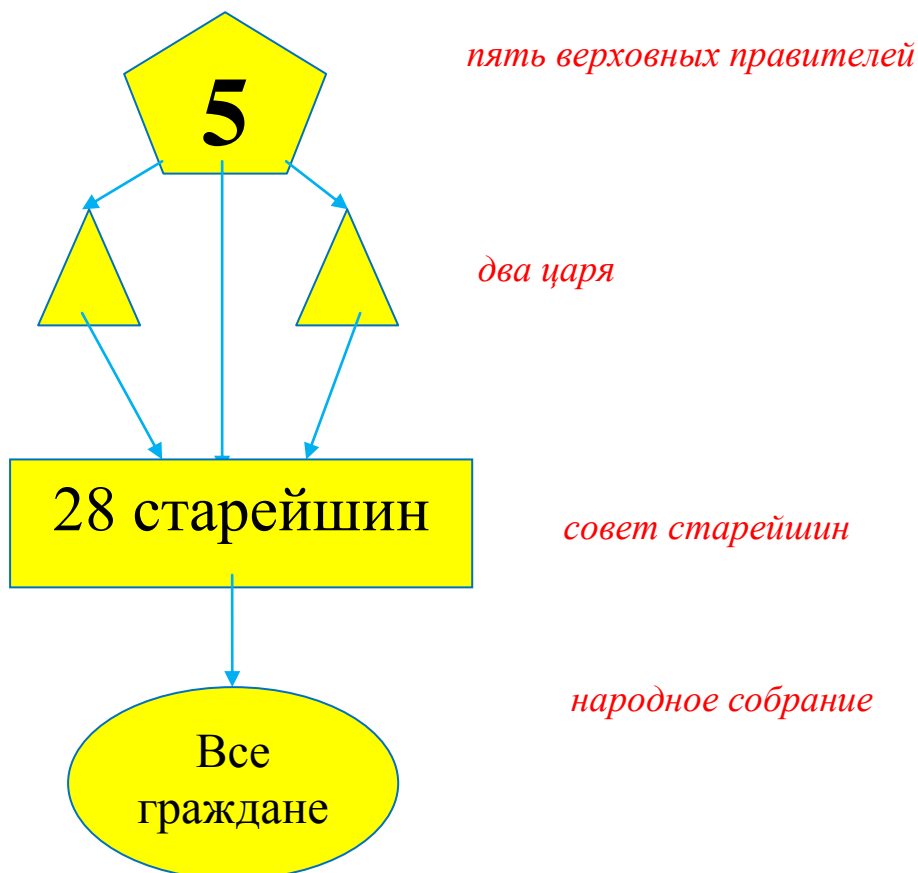 пять верховных правителей
5
два царя
28 старейшин
совет старейшин
народное собрание
Все
граждане